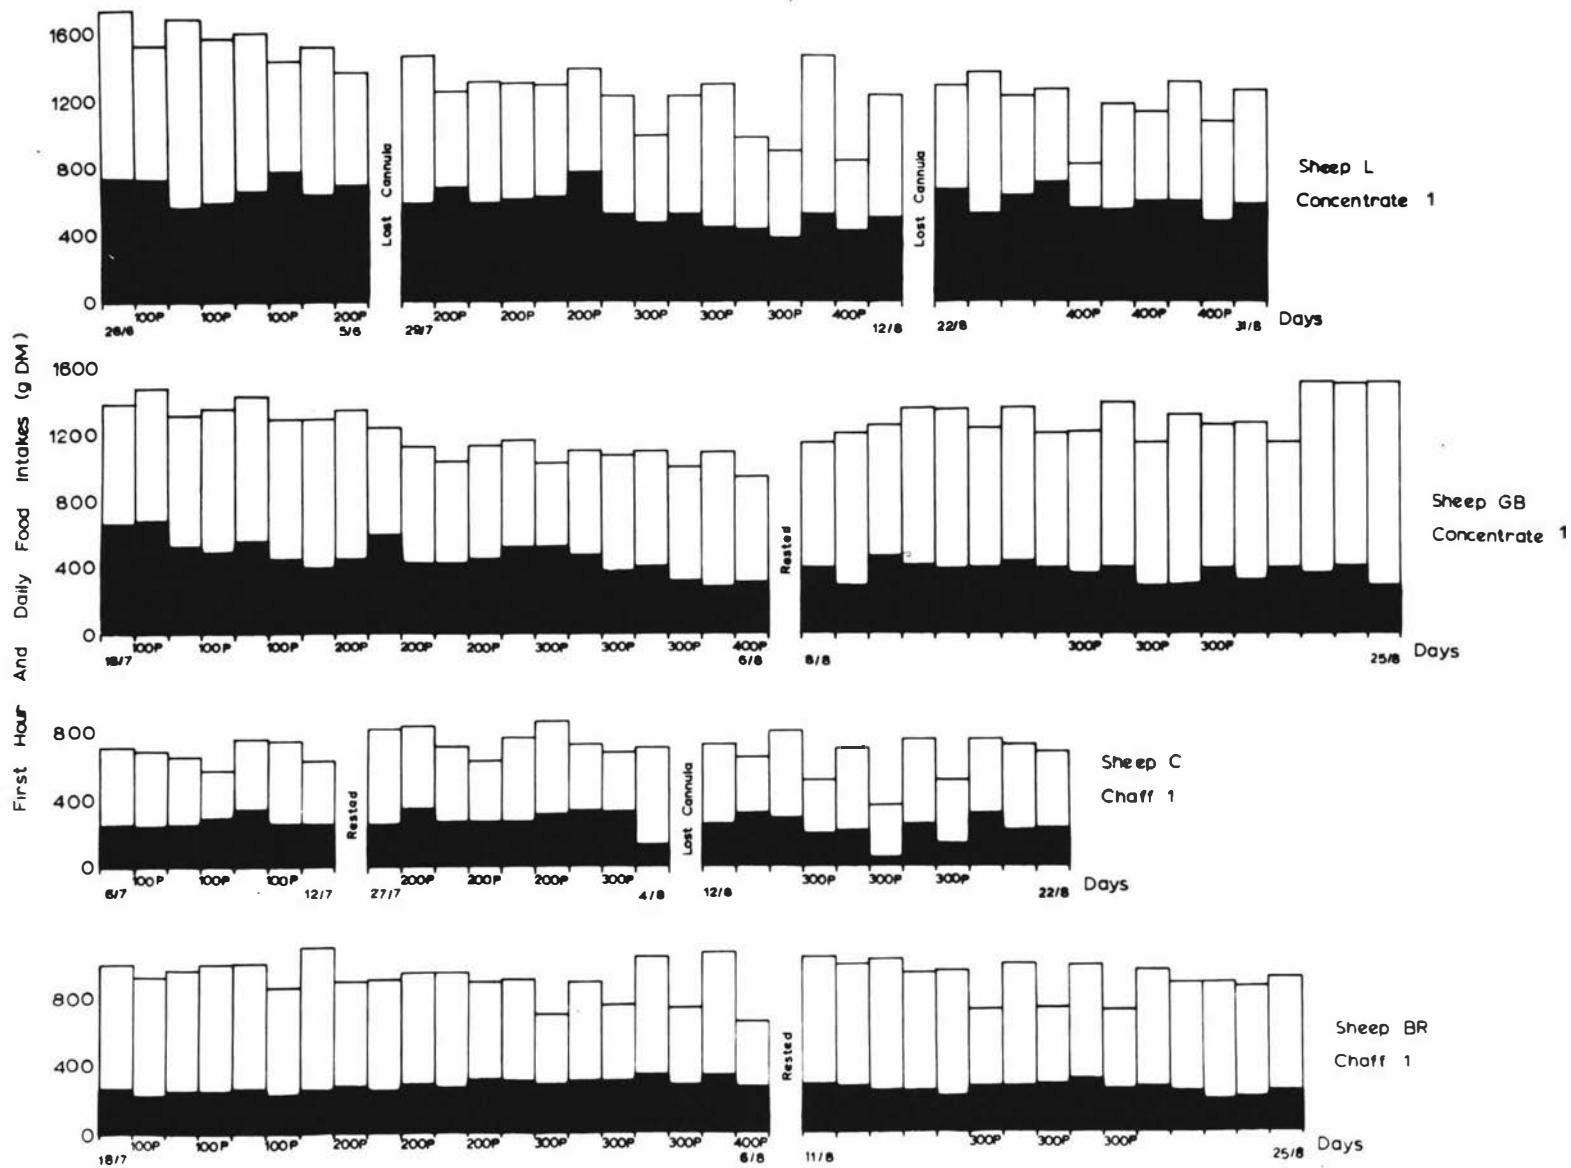 First Hour And Daily Food Intakes (g DM)
1600
1200
800
400
0
Lost Cannula
Lost Cannula
Sheep L
Concentrate 1
100P 100P 100P 200P 200P 200P 200P 300P 300P 300P 400P 400P 400P 400P Days
26/6 5/6 29/7 12/8 22/8 31/8
1600
1200
800
400
0
Rested
Sheep GB
Concentrate 1
100P 100P 100P 200P 200P 200P 300P 300P 300P 400P 300P 300P 300P Days
18/7 6/8 8/8 25/8
800
400
0
Rested
Lost Cannula
Sheep C
Chaff 1
100P 100P 100P 200P 200P 200P 300P 300P 300P 300P Days
6/7 12/7 27/7 4/8 12/8 22/8
800
400
0
Rested
Sheep BR
Chaff 1
100P 100P 100P 200P 200P 200P 300P 300P 300P 400P 300P 300P 300P Days
18/7 6/8 11/8 25/8